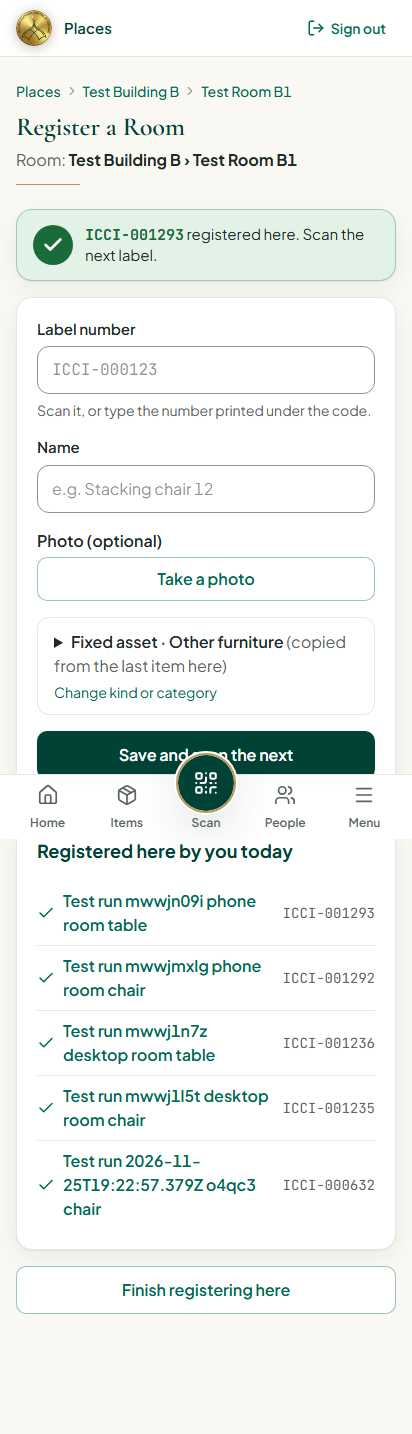 Places
Sign out
Places > Test Building B > Test Room B1
Register a Room
Room: Test Building B › Test Room B1
ICCI-001293 registered here. Scan the
next label.
Label number
ICCI-000123
Scan it, or type the number printed under the code.
Name
e.g. Stacking chair 12
Photo (optional)
Take a photo
Fixed asset · Other furniture (copied
from the last item here)
Change kind or category
Save and scan the next
Home
Items
Scan
People
Menu
Registered here by you today
Test run mwwjn09i phone
room table
ICCI-001293
Test run mwwjmxlg phone
room chair
ICCI-001292
Test run mwwj1n7z
desktop room table
ICCI-001236
Test run mwwj1l5t desktop
room chair
ICCI-001235
Test run 2026-11-
25T19:22:57.379Z o4qc3
chair
ICCI-000632
Finish registering here